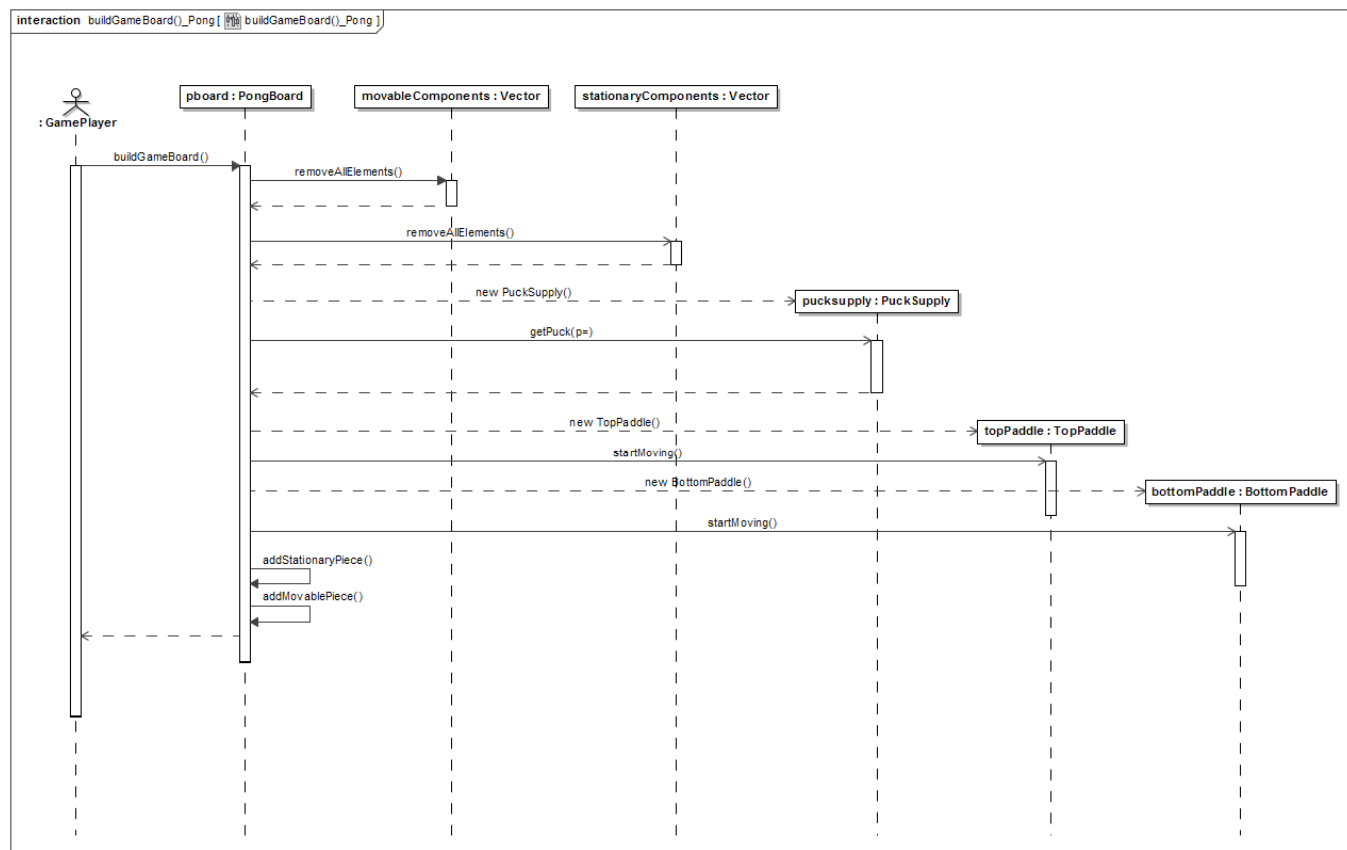 interaction buildGameBoard()_Pong [ buildGameBoard()_Pong ]
pboard : PongBoard
movableComponents : Vector
stationaryComponents : Vector
: GamePlayer
buildGameBoard()
removeAllElements()
removeAllElements()
new PuckSupply()
pucksupply : PuckSupply
getPuck(p=)
new TopPaddle()
topPaddle : TopPaddle
startMoving()
new BottomPaddle()
bottomPaddle : BottomPaddle
startMoving()
addStationaryPiece()
addMovablePiece()